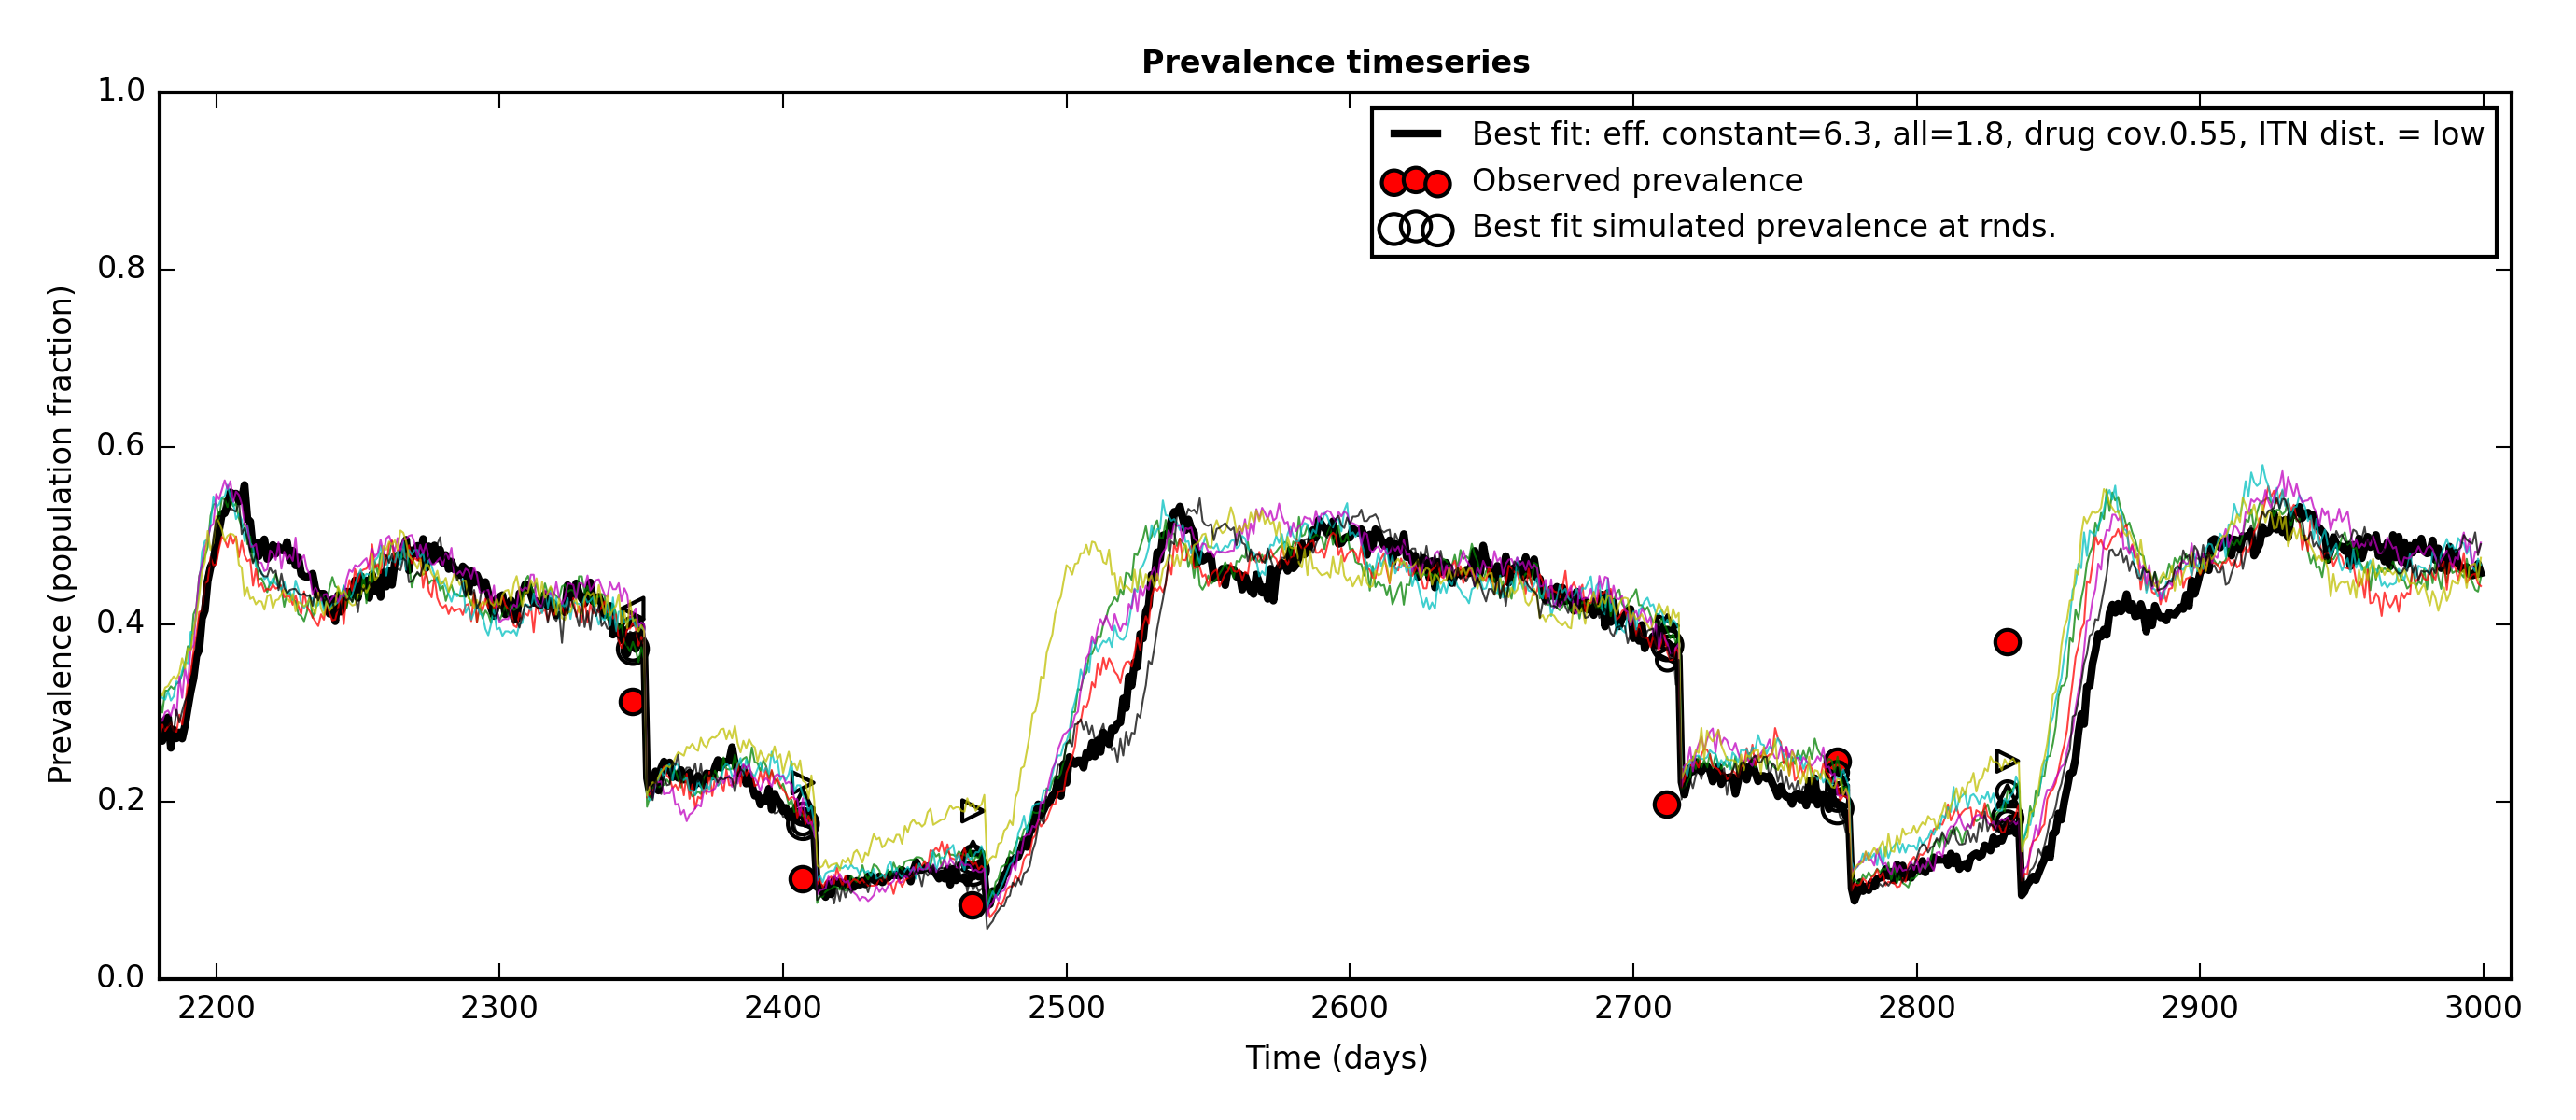 Prevalence timeseries
Best fit: eff. constant=6.3, all=1.8, drug cov.0.55, ITN dist. = low
Observed prevalence
Best fit simulated prevalence at rnds.
Prevalence (population fraction)
1.0
0.8
0.6
0.4
0.2
0.0
2200 2300 2400 2500 2600 2700 2800 2900 3000
Time (days)